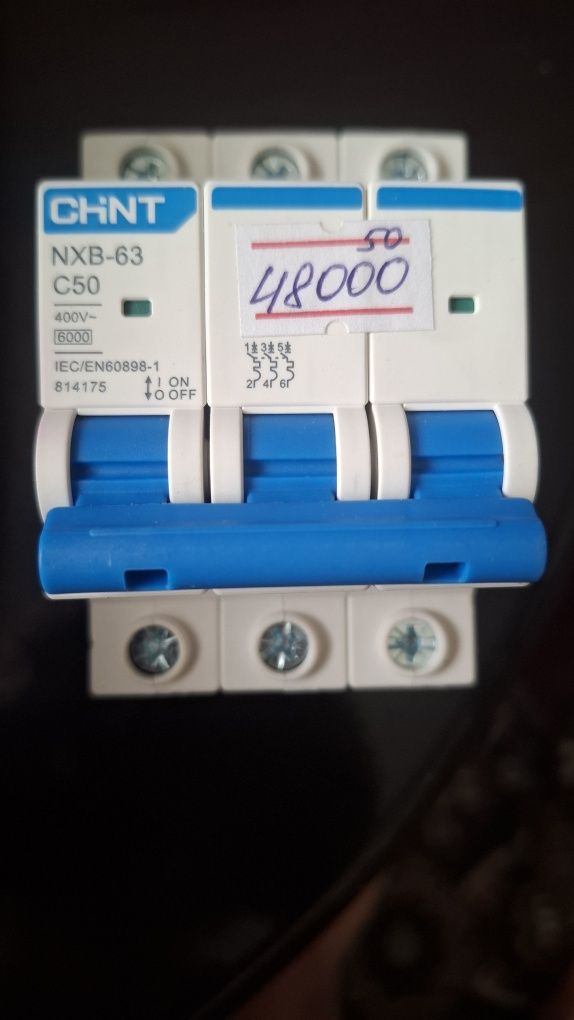 CHNT
NXB-63
C50
400V~
6000
IEC/EN60898-1
814175
I ON
O OFF
50
48000
1 3 5
2 4 6